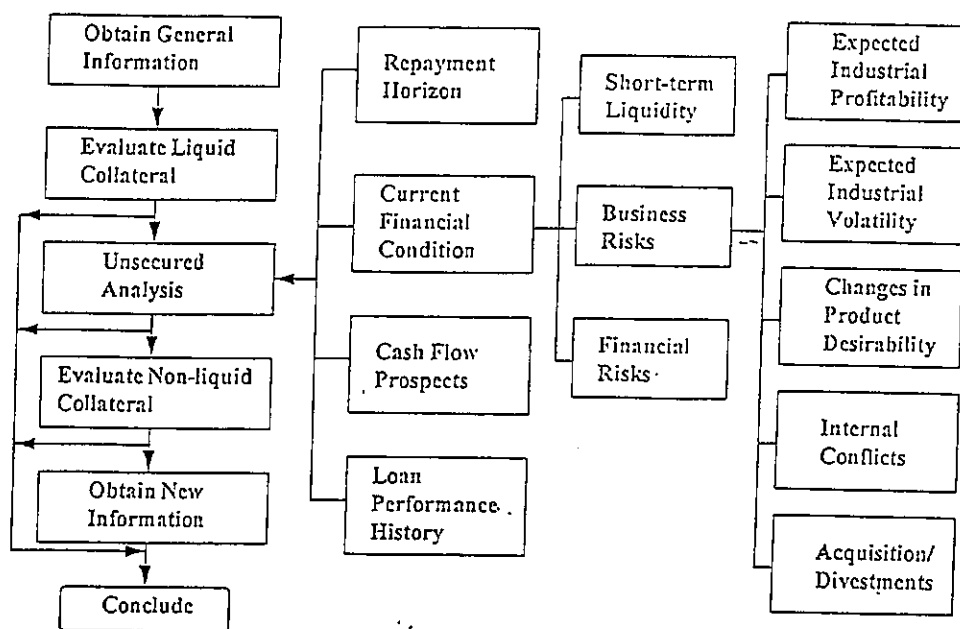 Obtain General
Information
Evaluate Liquid
Collateral
Unsecured
Analysis
Evaluate Non-liquid
Collateral
Obtain New
Information
Conclude
Repayment
Horizon
Current
Financial
Condition
Cash Flow
Prospects
Loan
Performance
History
Short-term
Liquidity
Business
Risks
Financial
Risks
Expected
Industrial
Profitability
Expected
Industrial
Volatility
Changes in
Product
Desirability
Internal
Conflicts
Acquisition/
Divestments